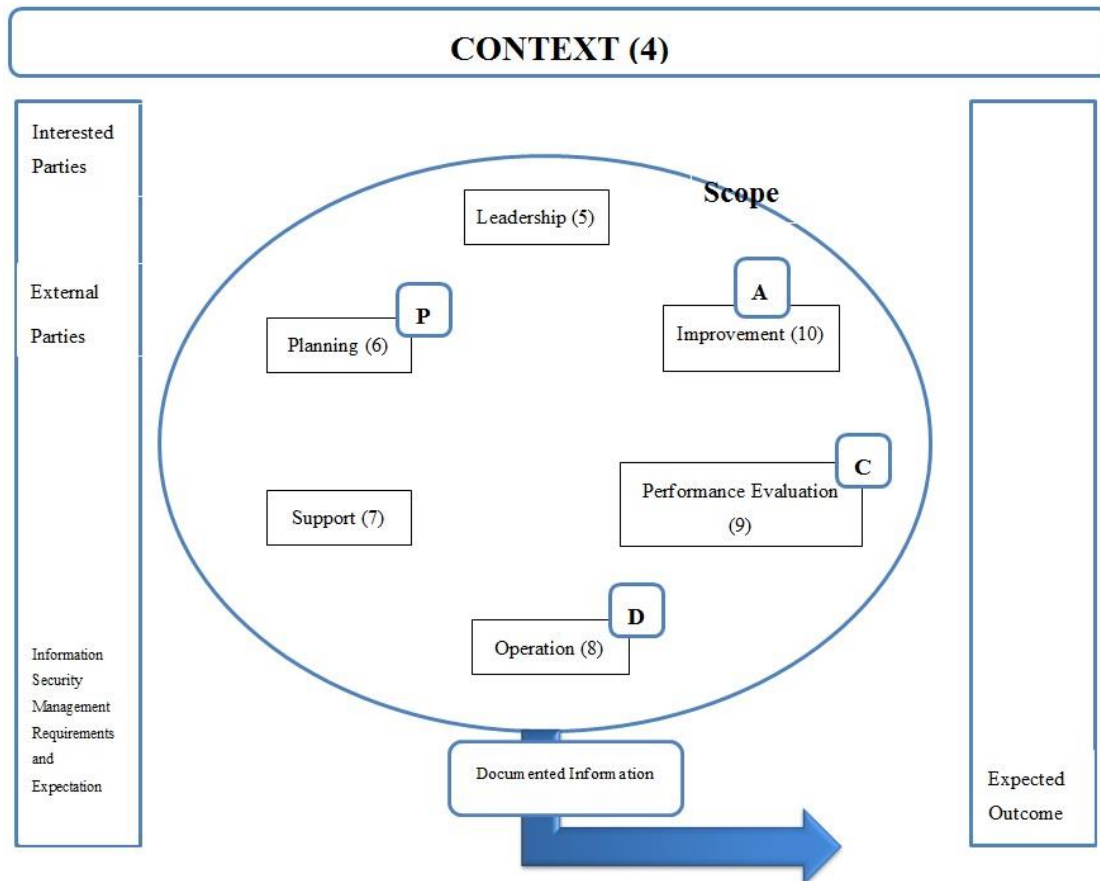 CONTEXT (4)
Interested
Parties
External
Parties
Information
Security
Management
Requirements
and
Expectation
Scope
Leadership (5)
P
Planning (6)
A
Improvement (10)
Support (7)
C
Performance Evaluation
(9)
D
Operation (8)
Documented Information
Expected
Outcome